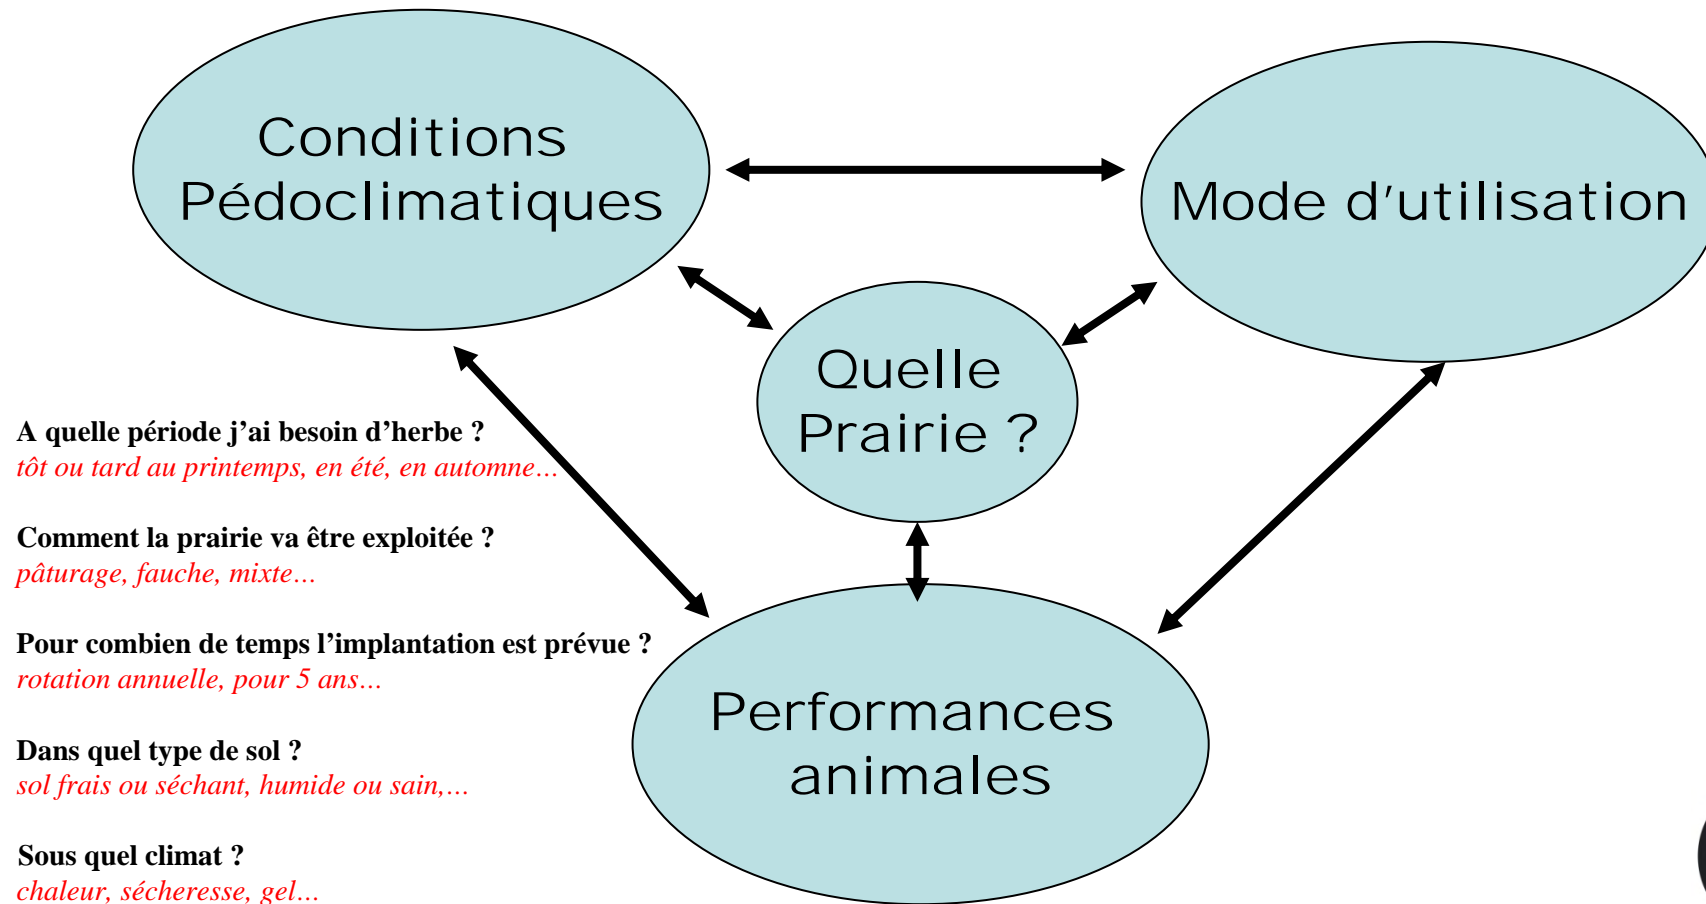 Conditions
Pédoclimatiques
Mode d’utilisation
Quelle
Prairie ?
A quelle période j’ai besoin d’herbe ?
tôt ou tard au printemps, en été, en automne…
Comment la prairie va être exploitée ?
pâturage, fauche, mixte…
Pour combien de temps l’implantation est prévue ?
rotation annuelle, pour 5 ans…
Dans quel type de sol ?
sol frais ou séchant, humide ou sain,…
Sous quel climat ?
chaleur, sécheresse, gel…
Performances
animales